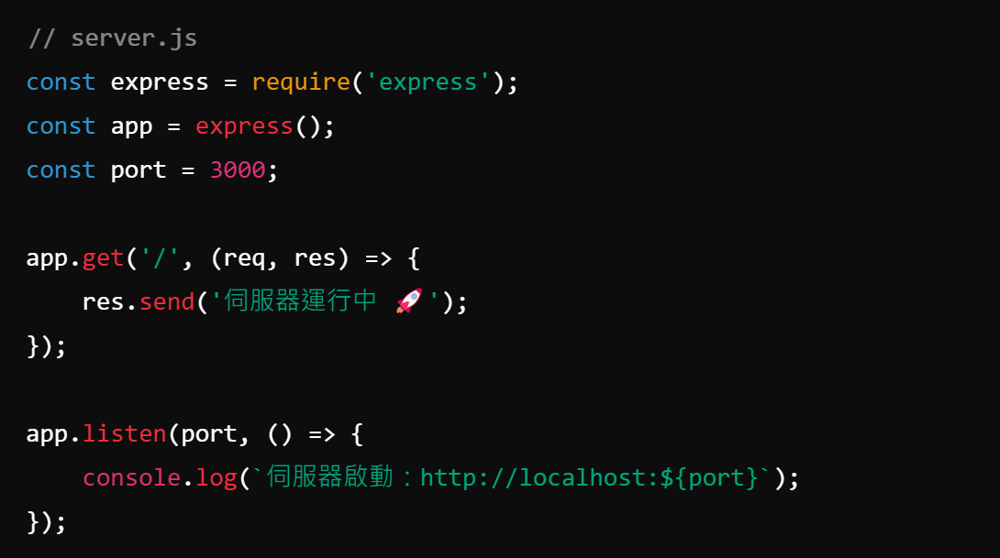 // server.js
const express = require('express');
const app = express();
const port = 3000;
app.get('/', (req, res) => {
    res.send('伺服器運行中 🚀');
});
app.listen(port, () => {
    console.log(`伺服器啟動：http://localhost:${port}`);
});